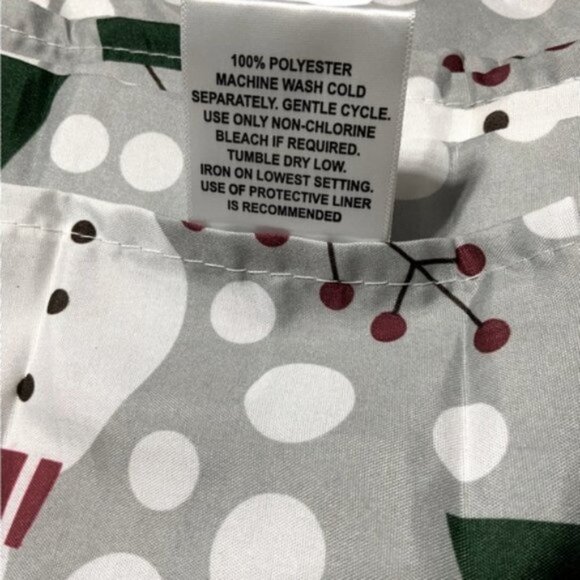 100% POLYESTER
MACHINE WASH COLD
SEPARATELY. GENTLE CYCLE.
USE ONLY NON-CHLORINE
BLEACH IF REQUIRED.
TUMBLE DRY LOW.
IRON ON LOWEST SETTING.
USE OF PROTECTIVE LINER
IS RECOMMENDED